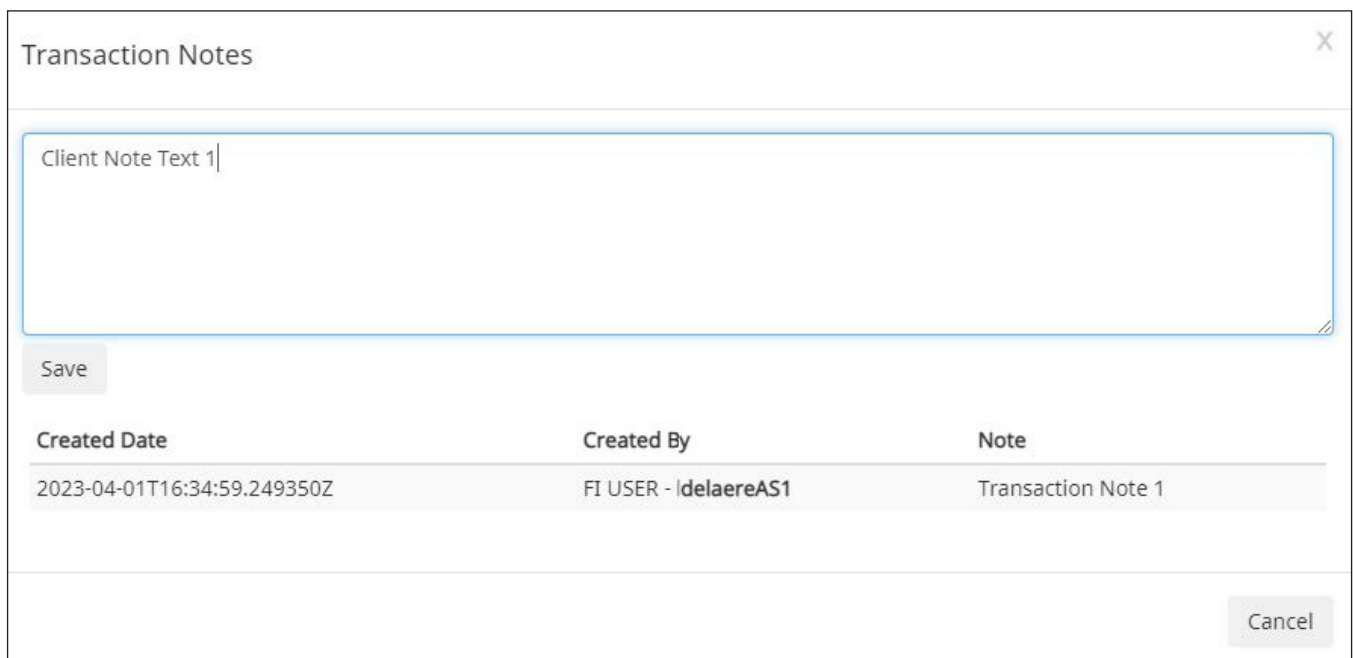 Transaction Notes
X
Client Note Text 1
Save
Created Date Created By Note
2023-04-01T16:34:59.249350Z FI USER - ldelaereAS1 Transaction Note 1
Cancel